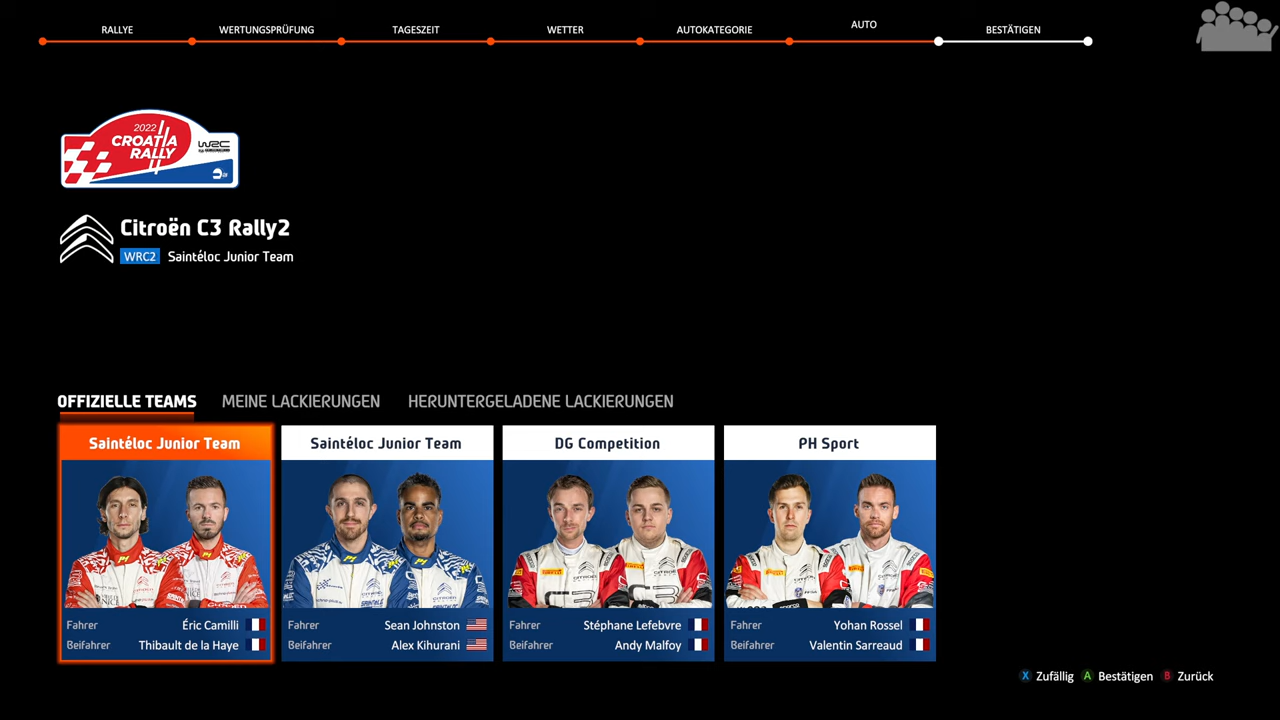 RALLYE
WERTUNGSPRÜFUNG
TAGESZEIT
WETTER
AUTOKATEGORIE
AUTO
BESTÄTIGEN
2022
CROATIA
RALLY
WRC
Citroën C3 Rally2
WRC2 Saintéloc Junior Team
OFFIZIELLE TEAMS
MEINE LACKIERUNGEN
HERUNTERGELADENE LACKIERUNGEN
Saintéloc Junior Team
Fahrer Éric Camilli
Beifahrer Thibault de la Haye
Saintéloc Junior Team
Fahrer Sean Johnston
Beifahrer Alex Kihurani
DG Competition
Fahrer Stéphane Lefebvre
Beifahrer Andy Malfoy
PH Sport
Fahrer Yohan Rossel
Beifahrer Valentin Sarreaud
X Zufällig A Bestätigen B Zurück